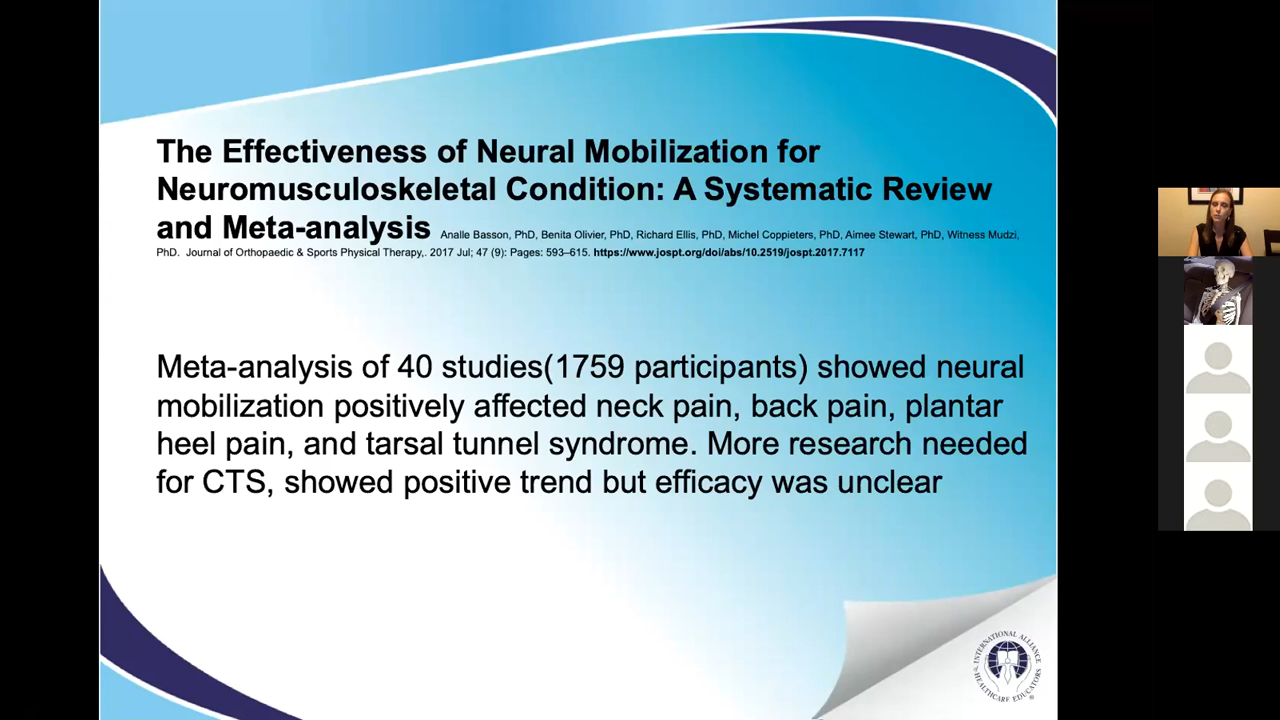 The Effectiveness of Neural Mobilization for
Neuromusculoskeletal Condition: A Systematic Review
and Meta-analysis Analle Basson, PhD, Benita Olivier, PhD, Richard Ellis, PhD, Michel Coppieters, PhD, Aimee Stewart, PhD, Witness Mudzi,
PhD. Journal of Orthopaedic & Sports Physical Therapy,. 2017 Jul; 47 (9): Pages: 593–615. https://www.jospt.org/doi/abs/10.2519/jospt.2017.7117
Meta-analysis of 40 studies(1759 participants) showed neural
mobilization positively affected neck pain, back pain, plantar
heel pain, and tarsal tunnel syndrome. More research needed
for CTS, showed positive trend but efficacy was unclear
INTERNATIONAL ALLIANCE
HEALTHCARE EDUCATORS